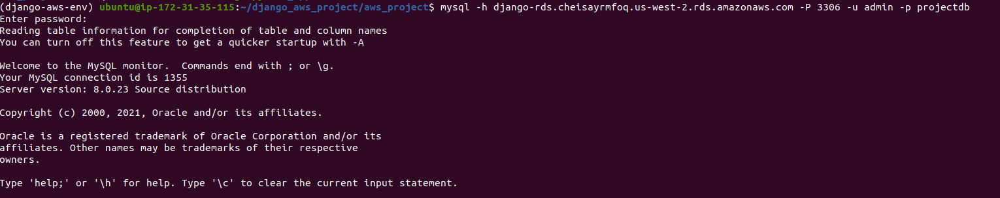 (django-aws-env) ubuntu@ip-172-31-35-115:~/django_aws_project/aws_project$ mysql -h django-rds.cheisayrmfoq.us-west-2.rds.amazonaws.com -P 3306 -u admin -p projectdb
Enter password:
Reading table information for completion of table and column names
You can turn off this feature to get a quicker startup with -A
Welcome to the MySQL monitor.  Commands end with ; or \g.
Your MySQL connection id is 1355
Server version: 8.0.23 Source distribution
Copyright (c) 2000, 2021, Oracle and/or its affiliates.
Oracle is a registered trademark of Oracle Corporation and/or its
affiliates. Other names may be trademarks of their respective
owners.
Type 'help;' or '\h' for help. Type '\c' to clear the current input statement.